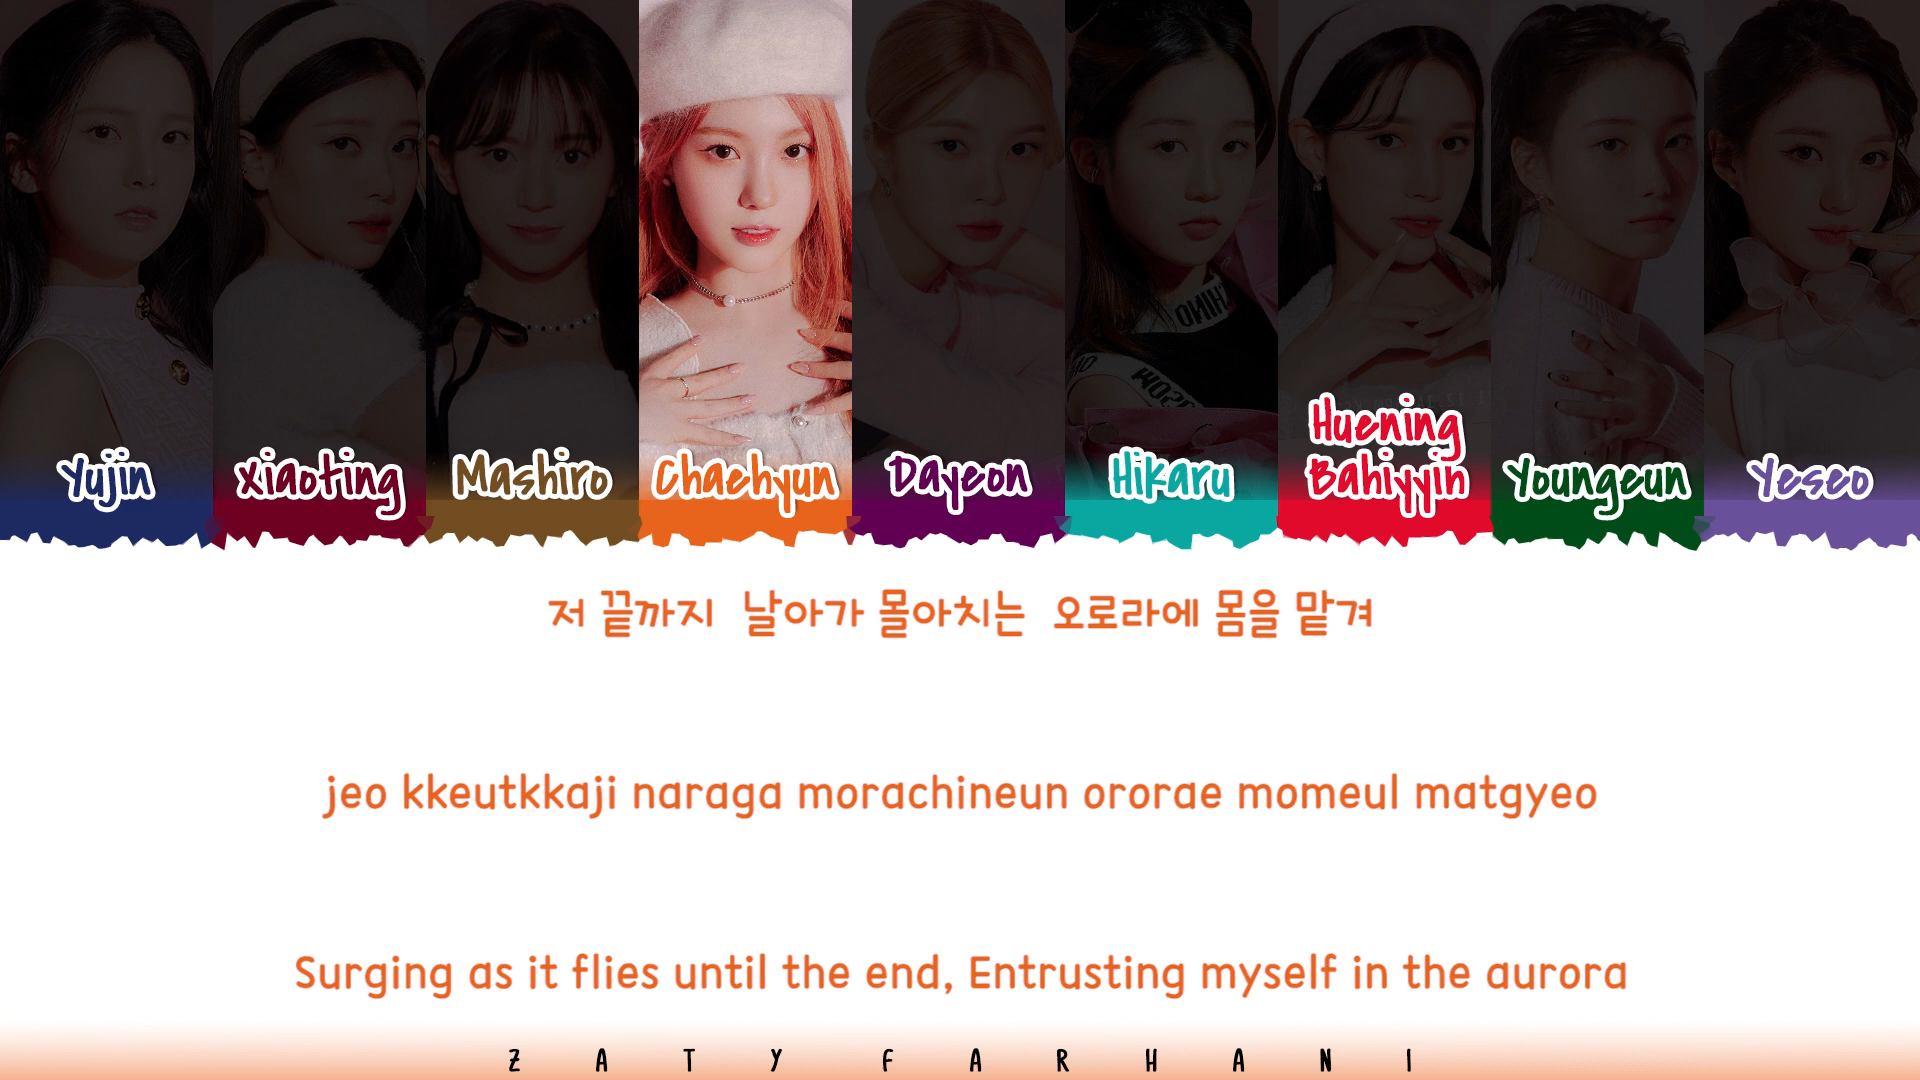 Yujin
xiaoting
Mashiro
Chaehyun
Dayeon
Hikaru
Huening
Bahiyyih
Youngeun
Yeseo
저 끝까지 날아가 몰아치는 오로라에 몸을 맡겨
jeo kkeutkkaji naraga morachineun ororae momeul matgyeo
Surging as it flies until the end, Entrusting myself in the aurora
ZATY FARHANI